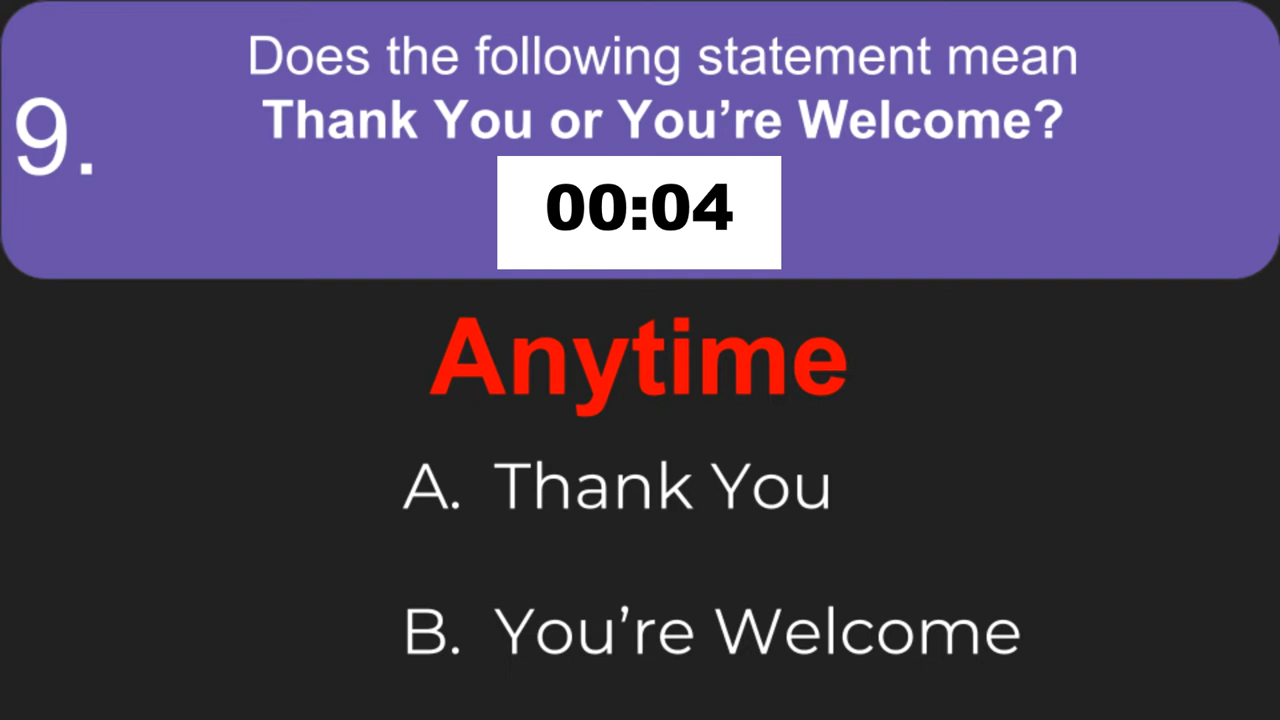 Does the following statement mean
9.
Thank You or You’re Welcome?
00:04
Anytime
A. Thank You
B. You’re Welcome